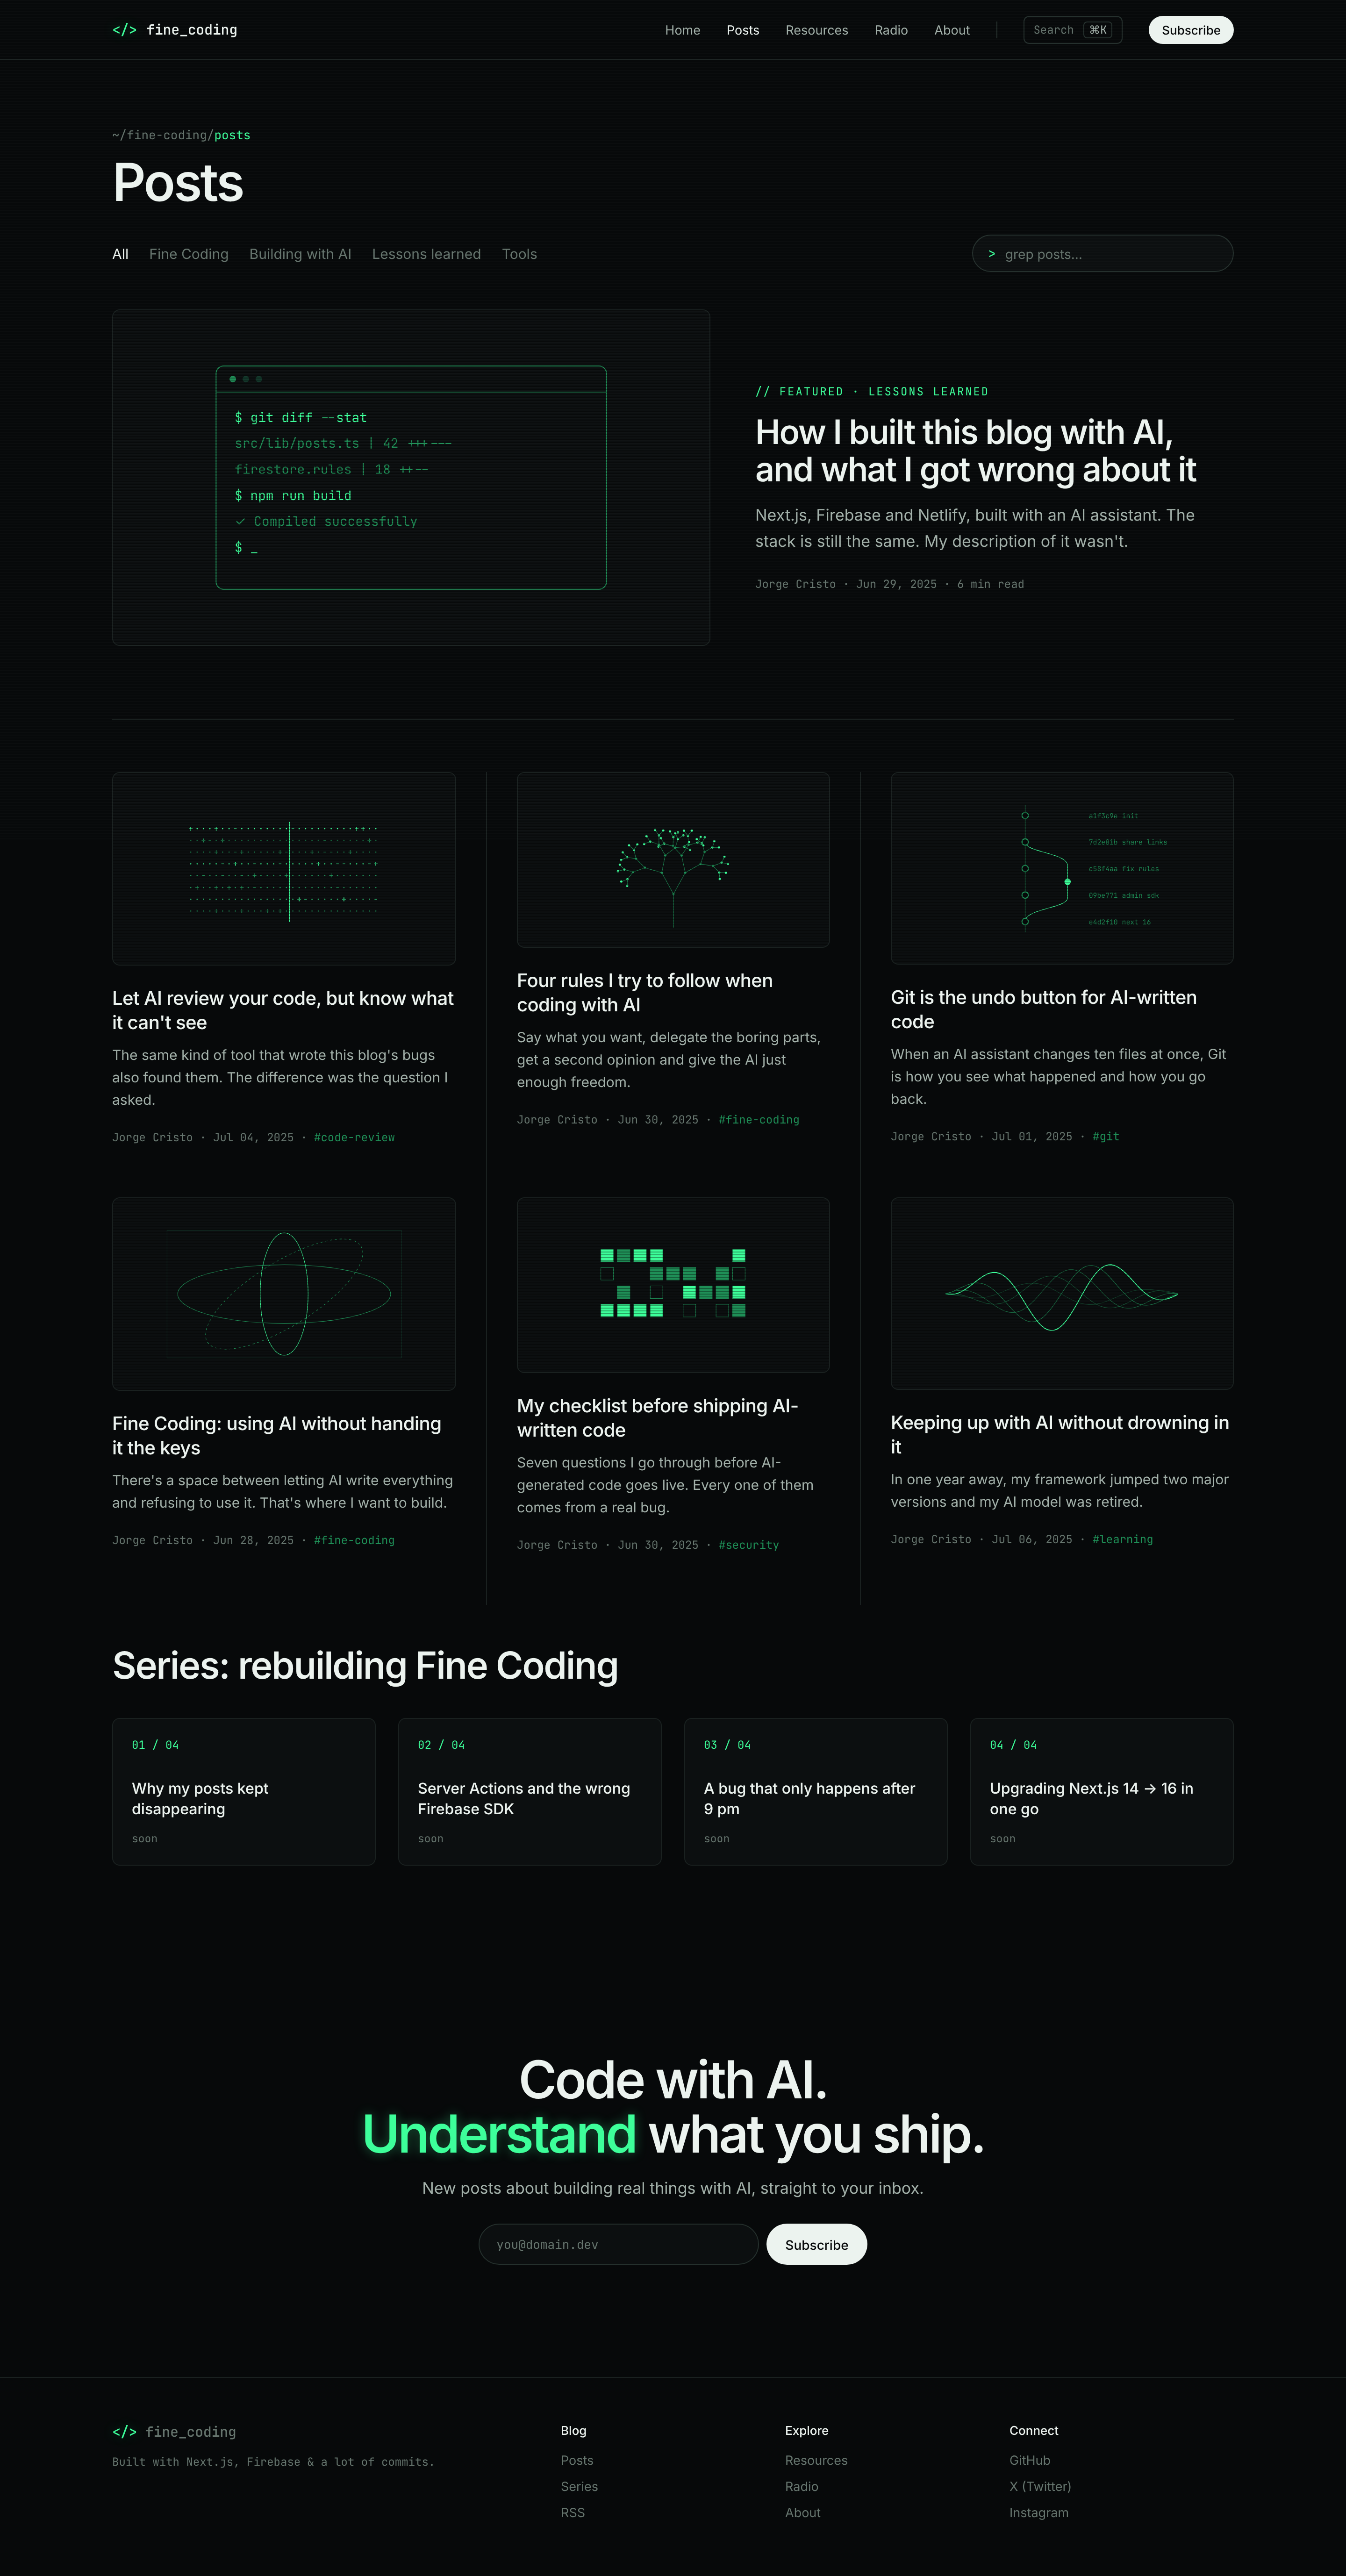 </> fine_coding
Home Posts Resources Radio About Search ⌘K Subscribe
~/fine-coding/posts
Posts
All Fine Coding Building with AI Lessons learned Tools
> grep posts...
$ git diff --stat
src/lib/posts.ts | 42 +++---
firestore.rules | 18 ++--
$ npm run build
✓ Compiled successfully
$ _
// FEATURED · LESSONS LEARNED
How I built this blog with AI,
and what I got wrong about it
Next.js, Firebase and Netlify, built with an AI assistant. The
stack is still the same. My description of it wasn't.
Jorge Cristo · Jun 29, 2025 · 6 min read
Let AI review your code, but know what
it can't see
The same kind of tool that wrote this blog's bugs
also found them. The difference was the question I
asked.
Jorge Cristo · Jul 04, 2025 · #code-review
Four rules I try to follow when
coding with AI
Say what you want, delegate the boring parts,
get a second opinion and give the AI just
enough freedom.
Jorge Cristo · Jun 30, 2025 · #fine-coding
a1f3c9e init
7d2e01b share links
c58f4aa fix rules
09be771 admin sdk
e4d2f10 next 16
Git is the undo button for AI-written
code
When an AI assistant changes ten files at once, Git
is how you see what happened and how you go
back.
Jorge Cristo · Jul 01, 2025 · #git
Fine Coding: using AI without handing
it the keys
There's a space between letting AI write everything
and refusing to use it. That's where I want to build.
Jorge Cristo · Jun 28, 2025 · #fine-coding
My checklist before shipping AI-
written code
Seven questions I go through before AI-
generated code goes live. Every one of them
comes from a real bug.
Jorge Cristo · Jun 30, 2025 · #security
Keeping up with AI without drowning in
it
In one year away, my framework jumped two major
versions and my AI model was retired.
Jorge Cristo · Jul 06, 2025 · #learning
Series: rebuilding Fine Coding
01 / 04
Why my posts kept
disappearing
soon
02 / 04
Server Actions and the wrong
Firebase SDK
soon
03 / 04
A bug that only happens after
9 pm
soon
04 / 04
Upgrading Next.js 14 → 16 in
one go
soon
Code with AI.
Understand what you ship.
New posts about building real things with AI, straight to your inbox.
you@domain.dev Subscribe
</> fine_coding
Built with Next.js, Firebase & a lot of commits.
Blog
Posts
Series
RSS
Explore
Resources
Radio
About
Connect
GitHub
X (Twitter)
Instagram